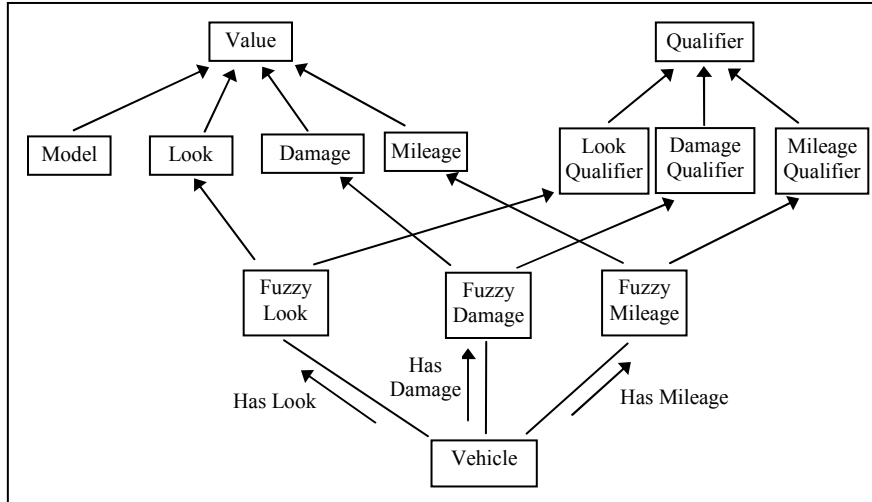 Value
Qualifier
Model
Look
Damage
Mileage
Look
Qualifier
Damage
Qualifier
Mileage
Qualifier
Fuzzy
Look
Fuzzy
Damage
Fuzzy
Mileage
Has Look
Has
Damage
Has Mileage
Vehicle